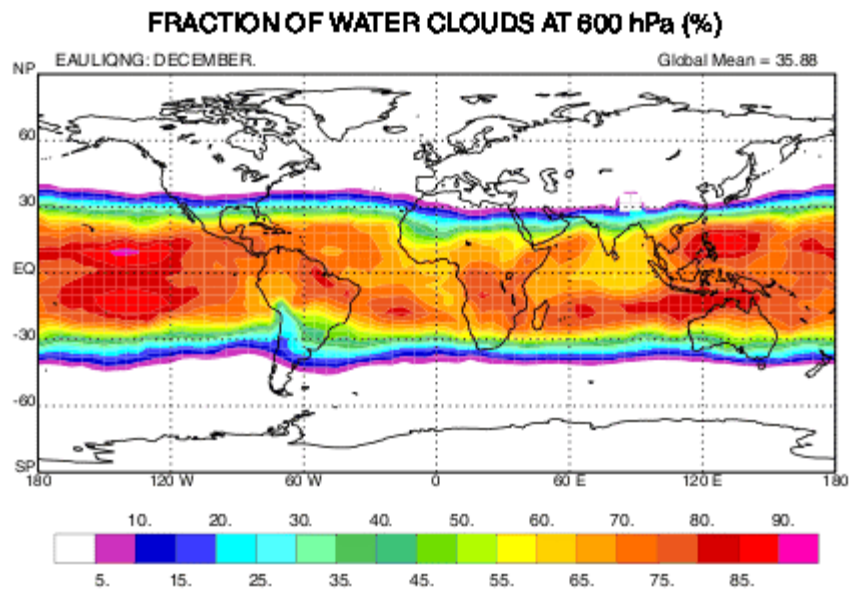 FRACTION OF WATER CLOUDS AT 600 hPa (%)
EAULIQNG: DECEMBER. Global Mean = 35.88
NP
60
30
EQ
-30
-60
SP
180 120 W 60 W 0 60 E 120 E 180
10. 20. 30. 40. 50. 60. 70. 80. 90.
5. 15. 25. 35. 45. 65. 75. 85.